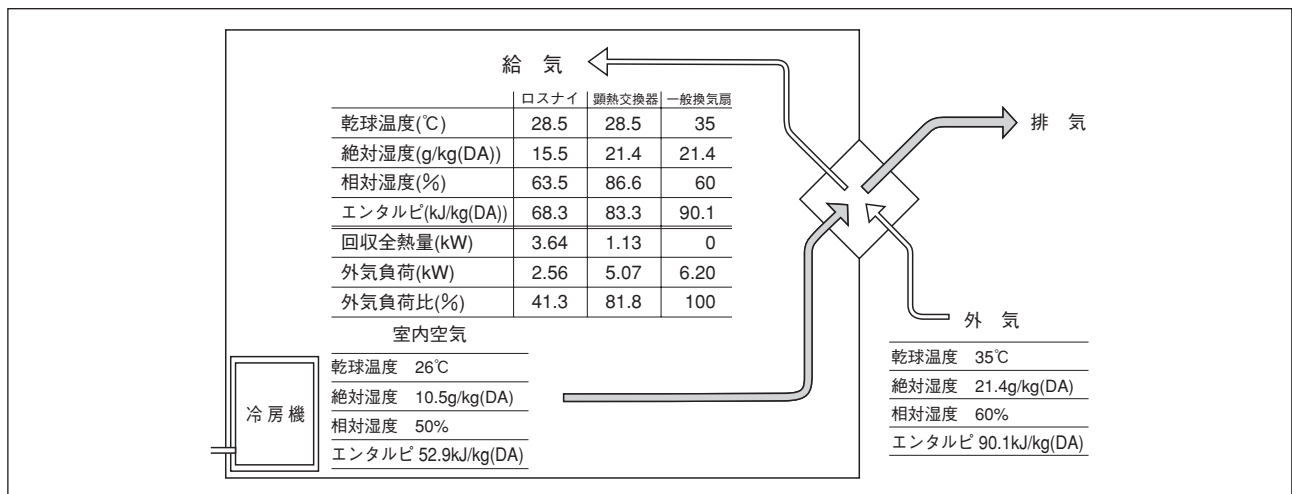 給 気
ロスナイ 顕熱交換器 一般換気扇
乾球温度(℃) 28.5 28.5 35
絶対湿度(g/kg(DA)) 15.5 21.4 21.4
相対湿度(%) 63.5 86.6 60
エンタルピ(kJ/kg(DA)) 68.3 83.3 90.1
回収全熱量(kW) 3.64 1.13 0
外気負荷(kW) 2.56 5.07 6.20
外気負荷比(%) 41.3 81.8 100
排 気
室内空気
乾球温度 26℃
絶対湿度 10.5g/kg(DA)
相対湿度 50%
エンタルピ 52.9kJ/kg(DA)
冷房機
外 気
乾球温度 35℃
絶対湿度 21.4g/kg(DA)
相対湿度 60%
エンタルピ 90.1kJ/kg(DA)